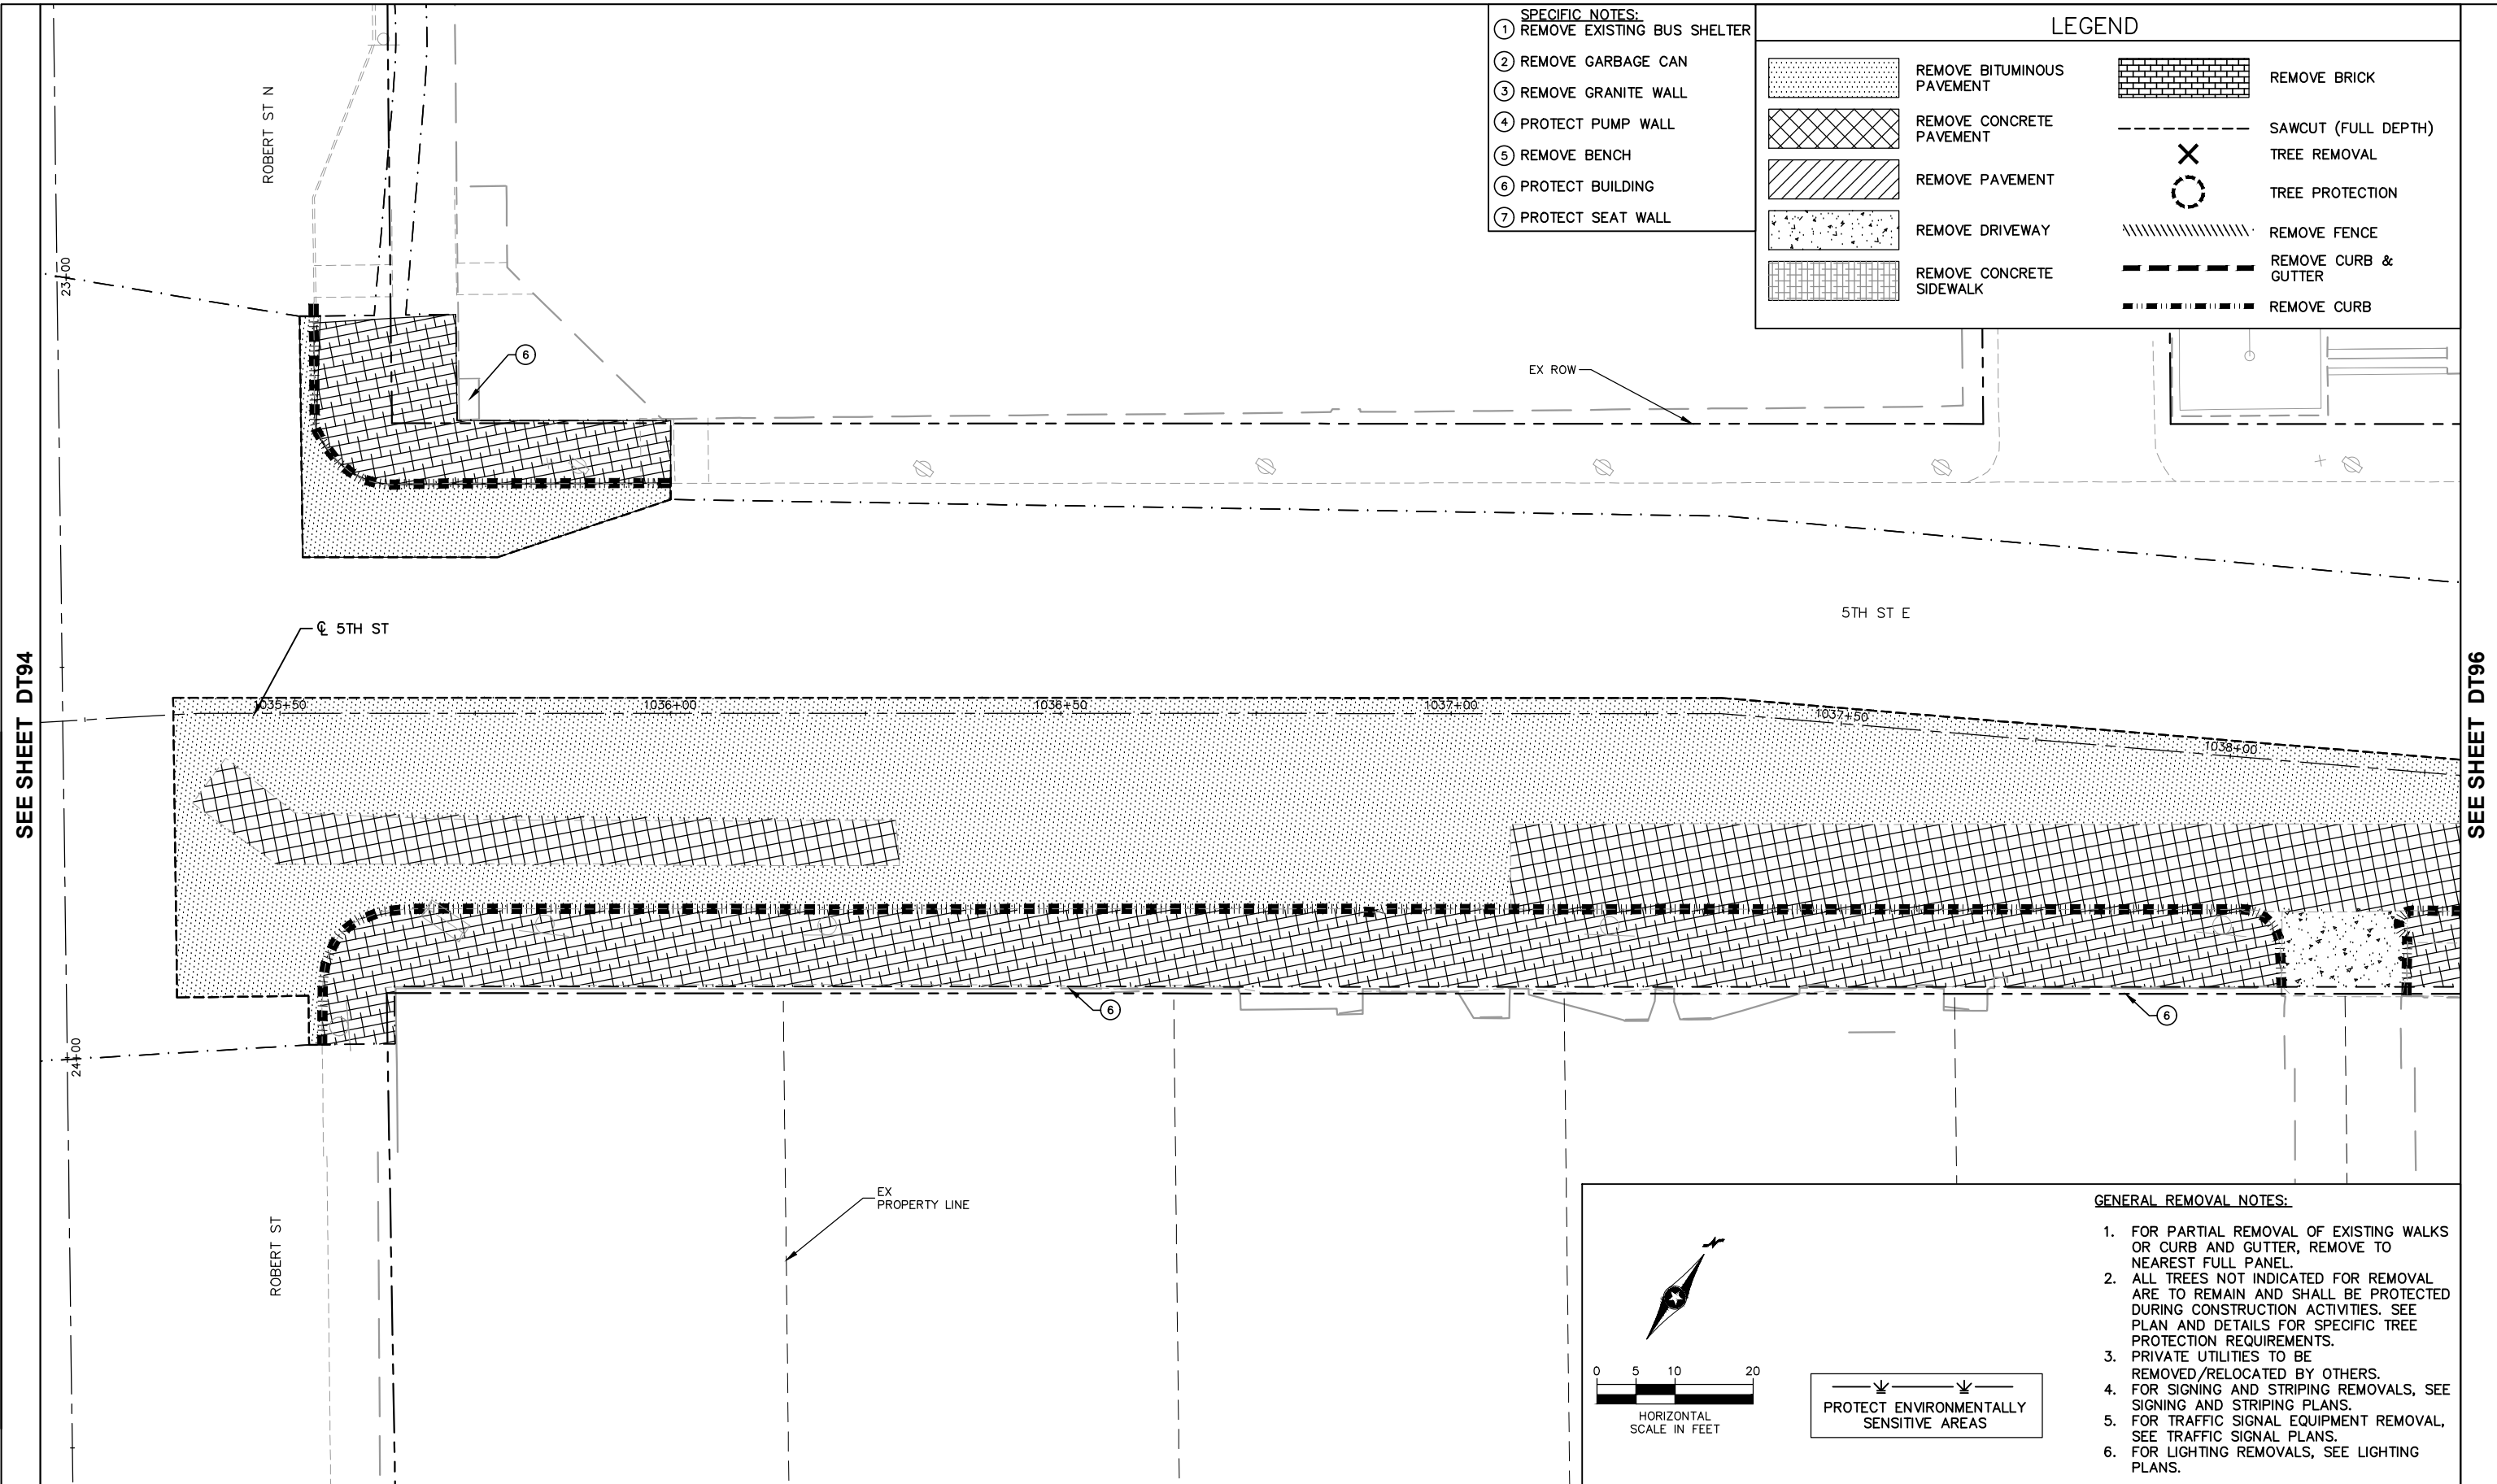 SPECIFIC NOTES:
1 REMOVE EXISTING BUS SHELTER
2 REMOVE GARBAGE CAN
3 REMOVE GRANITE WALL
4 PROTECT PUMP WALL
5 REMOVE BENCH
6 PROTECT BUILDING
7 PROTECT SEAT WALL
LEGEND
REMOVE BITUMINOUS
PAVEMENT
REMOVE CONCRETE
PAVEMENT
REMOVE PAVEMENT
REMOVE DRIVEWAY
REMOVE CONCRETE
SIDEWALK
REMOVE BRICK
SAWCUT (FULL DEPTH)
TREE REMOVAL
TREE PROTECTION
REMOVE FENCE
REMOVE CURB &
GUTTER
REMOVE CURB
ROBERT ST N
23+00
6
EX ROW
5TH ST E
℄ 5TH ST
SEE SHEET DT94
SEE SHEET DT96
1035+50
1036+00
1036+50
1037+00
1037+50
1038+00
6
6
24+00
ROBERT ST
EX
PROPERTY LINE
N
0 5 10 20
HORIZONTAL
SCALE IN FEET
PROTECT ENVIRONMENTALLY
SENSITIVE AREAS
GENERAL REMOVAL NOTES:
1. FOR PARTIAL REMOVAL OF EXISTING WALKS
OR CURB AND GUTTER, REMOVE TO
NEAREST FULL PANEL.
2. ALL TREES NOT INDICATED FOR REMOVAL
ARE TO REMAIN AND SHALL BE PROTECTED
DURING CONSTRUCTION ACTIVITIES. SEE
PLAN AND DETAILS FOR SPECIFIC TREE
PROTECTION REQUIREMENTS.
3. PRIVATE UTILITIES TO BE
REMOVED/RELOCATED BY OTHERS.
4. FOR SIGNING AND STRIPING REMOVALS, SEE
SIGNING AND STRIPING PLANS.
5. FOR TRAFFIC SIGNAL EQUIPMENT REMOVAL,
SEE TRAFFIC SIGNAL PLANS.
6. FOR LIGHTING REMOVALS, SEE LIGHTING
PLANS.